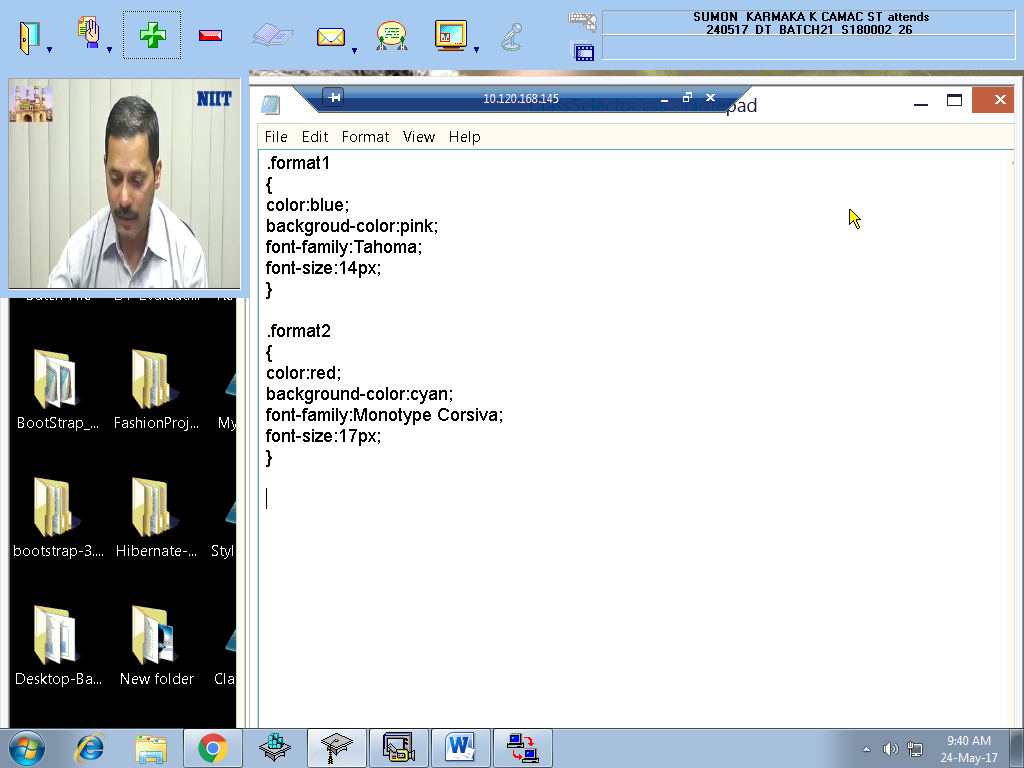 SUMON KARMAKA K CAMAC ST attends
240517 DT BATCH21 S180002 26
NIIT
10.120.168.145
File Edit Format View Help
.format1
{
color:blue;
backgroud-color:pink;
font-family:Tahoma;
font-size:14px;
}
.format2
{
color:red;
background-color:cyan;
font-family:Monotype Corsiva;
font-size:17px;
}
BootStrap_... FashionProj... My
bootstrap-3.... Hibernate-... Styl
Desktop-Ba... New folder Cla
9:40 AM
24-May-17